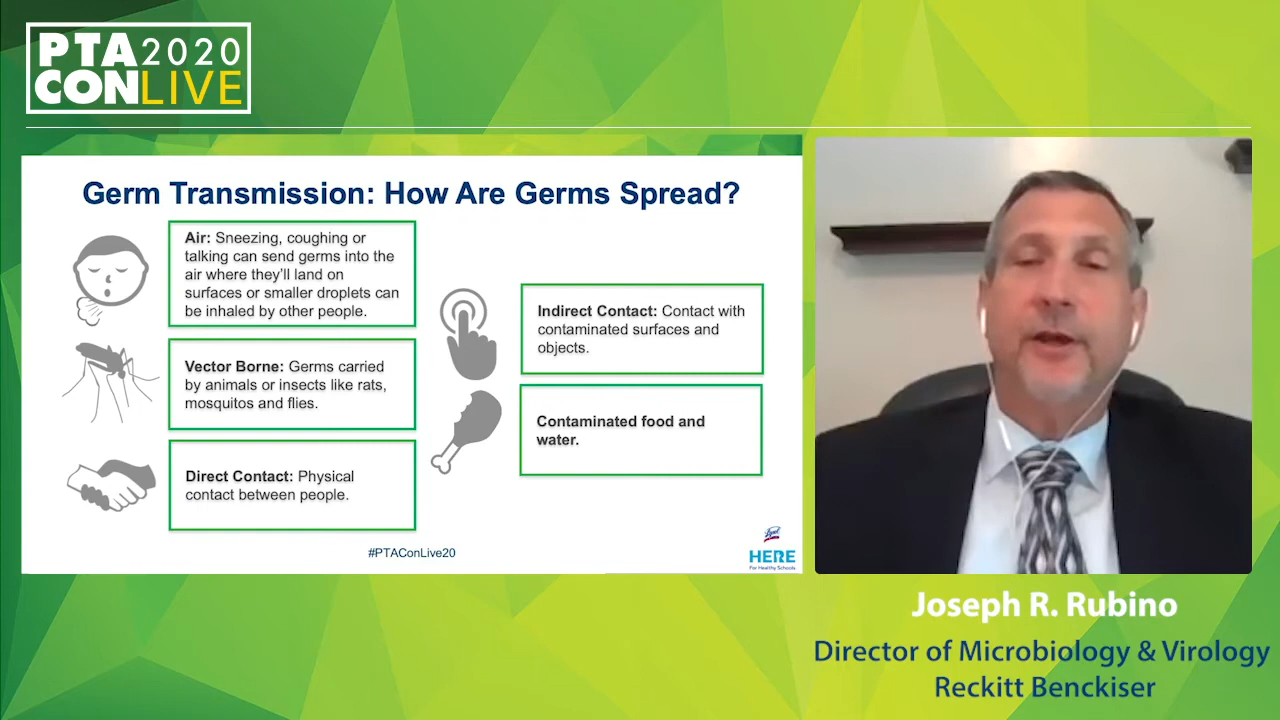 PTA2020
CONLIVE
Germ Transmission: How Are Germs Spread?
Air: Sneezing, coughing or
talking can send germs into the
air where they'll land on
surfaces or smaller droplets can
be inhaled by other people.
Vector Borne: Germs carried
by animals or insects like rats,
mosquitos and flies.
Direct Contact: Physical
contact between people.
Indirect Contact: Contact with
contaminated surfaces and
objects.
Contaminated food and
water.
#PTAConLive20
Lysol
HERE
For Healthy Schools
Joseph R. Rubino
Director of Microbiology & Virology
Reckitt Benckiser